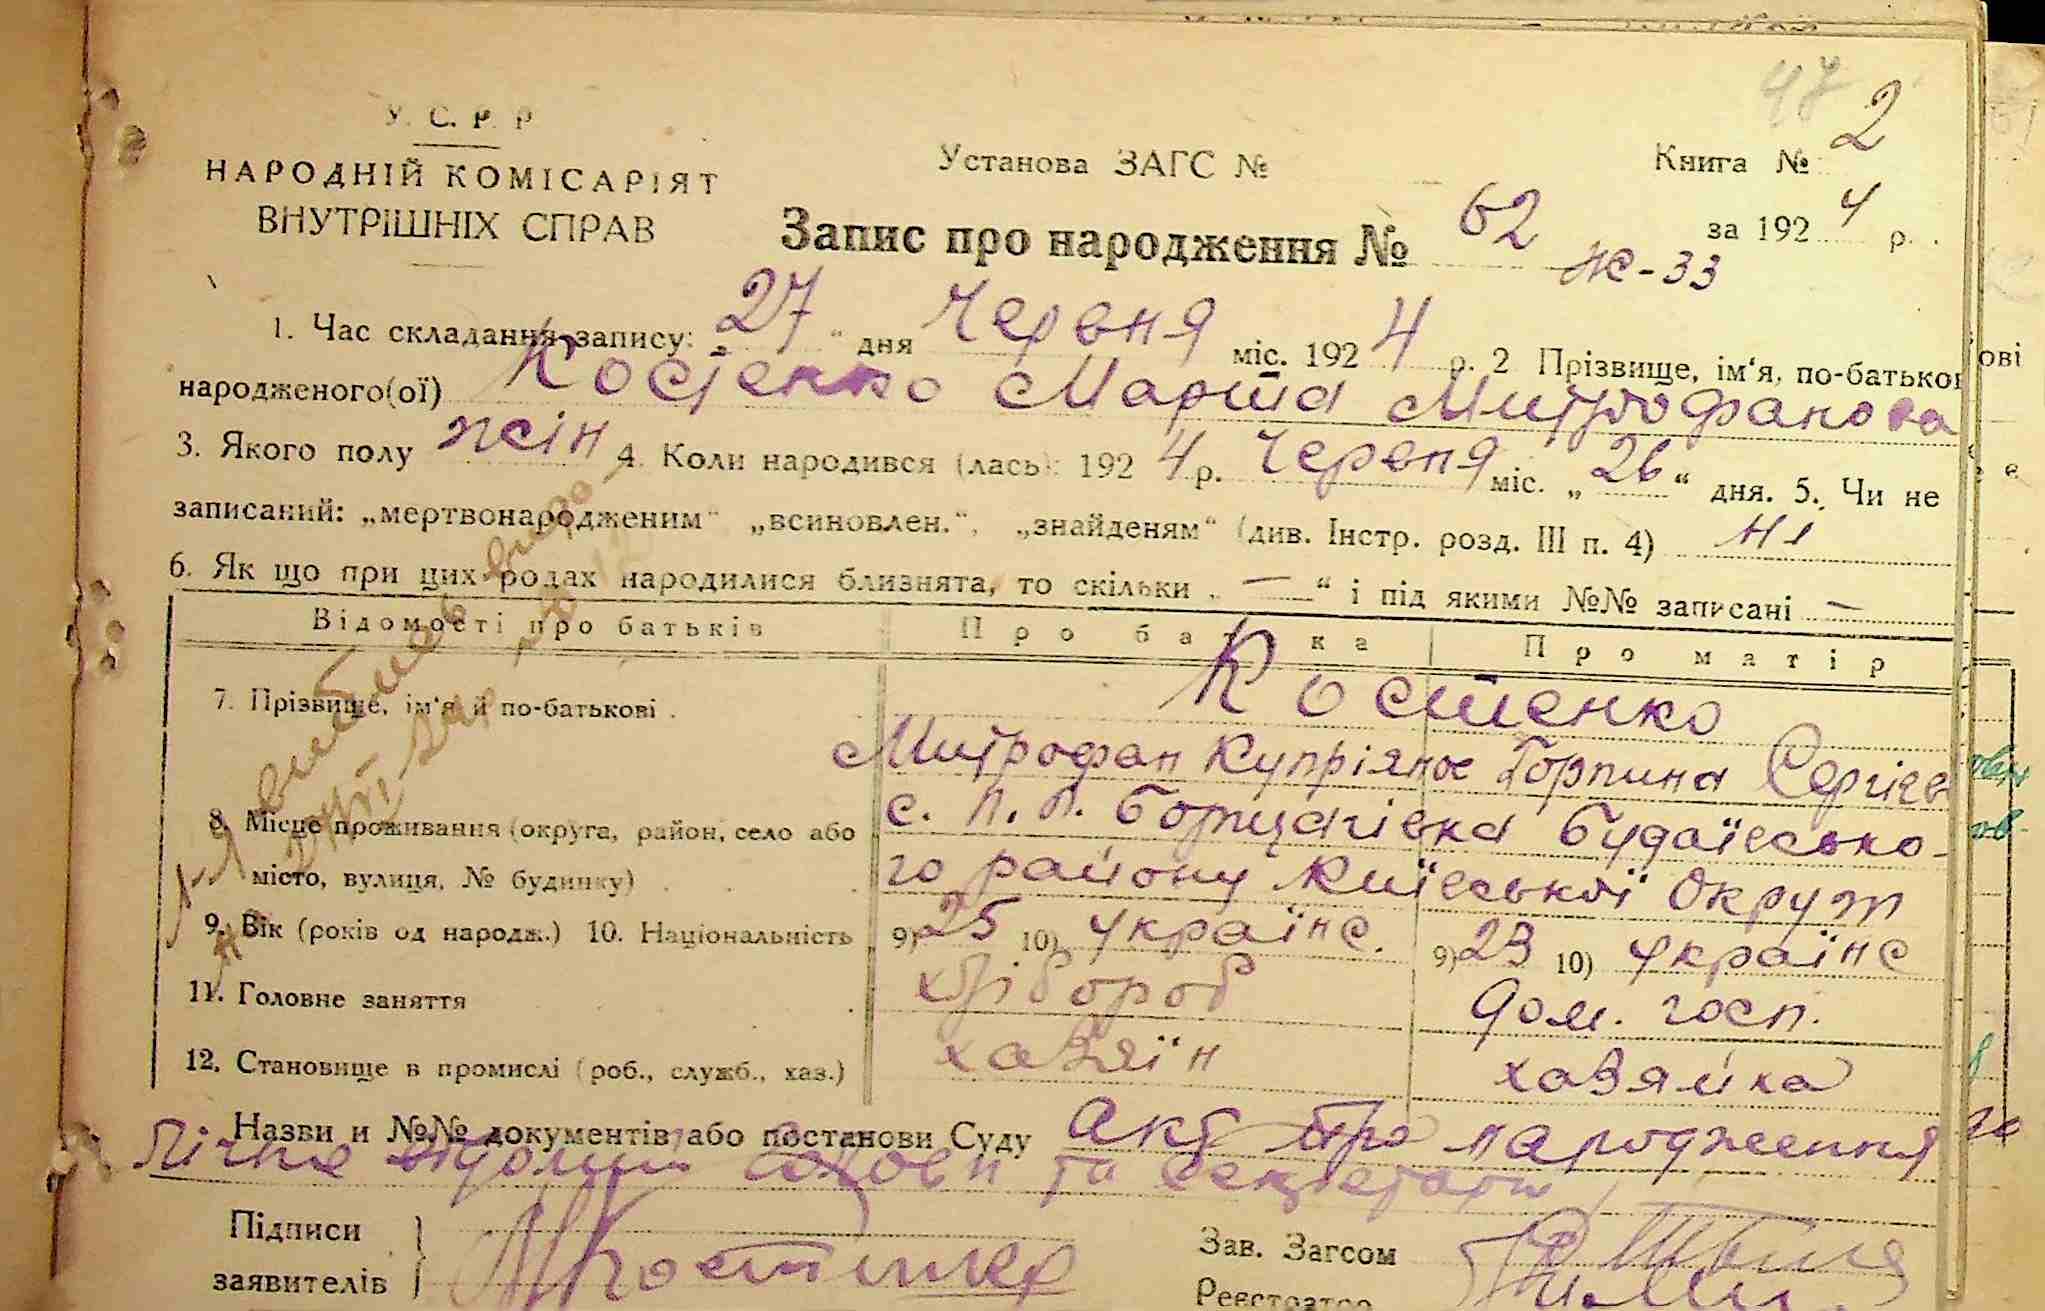 47
2
У. С. Р. Р
НАРОДНІЙ КОМІСАРІЯТ
ВНУТРІШНІХ СПРАВ
Установа ЗАГС №
Книга №
за 1924 р.
Запис про народження № 62
Ж-33
1. Час складання запису: „27“ дня Червня міс. 1924 р. 2 Прізвище, ім'я, по-батькові
народженого(ої) Костенко Марта Митрофанова
3. Якого полу жін 4. Коли народився (лась): 1924 р. Червня міс. „26“ дня. 5. Чи не
записаний: „мертвонародженим“ „всиновлен.“, „знайденям“ (див. Інстр. розд. III п. 4) ні
6. Як що при цих родах народилися близнята, то скільки „—“ і під якими №№ записані —
Відомості про батьків Про батька Про матір
7. Прізвище, ім'я й по-батькові. Костенко
Митрофан Купріянов Горпина Сергіев
8. Місце проживання (округа, район, село або с. П. П. Борщагівка Будаївсько-
місто, вулиця, № будинку) го району Київської Округи
9. Вік (років од народж.) 10. Національність 9) 25 10) україне. 9) 23 10) україне
11. Головне заняття хлібороб дом. госп.
12. Становище в промислі (роб., служб., хаз.) хазяїн хазяйка
Назви и №№ документів або постанови Суду акт про народження
та
Підписи
заявителів
Костенко
Зав. Загсом
Реєстратор